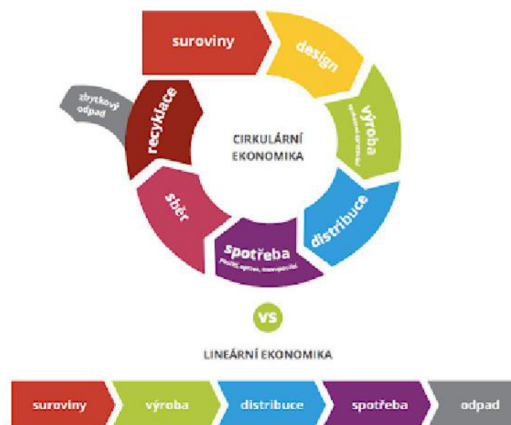 suroviny
design
výroba
distribuce
spotřeba
sběr
recyklace
zbytkový
odpad
CIRKULÁRNÍ
EKONOMIKA
VS
LINEÁRNÍ EKONOMIKA
suroviny
výroba
distribuce
spotřeba
odpad